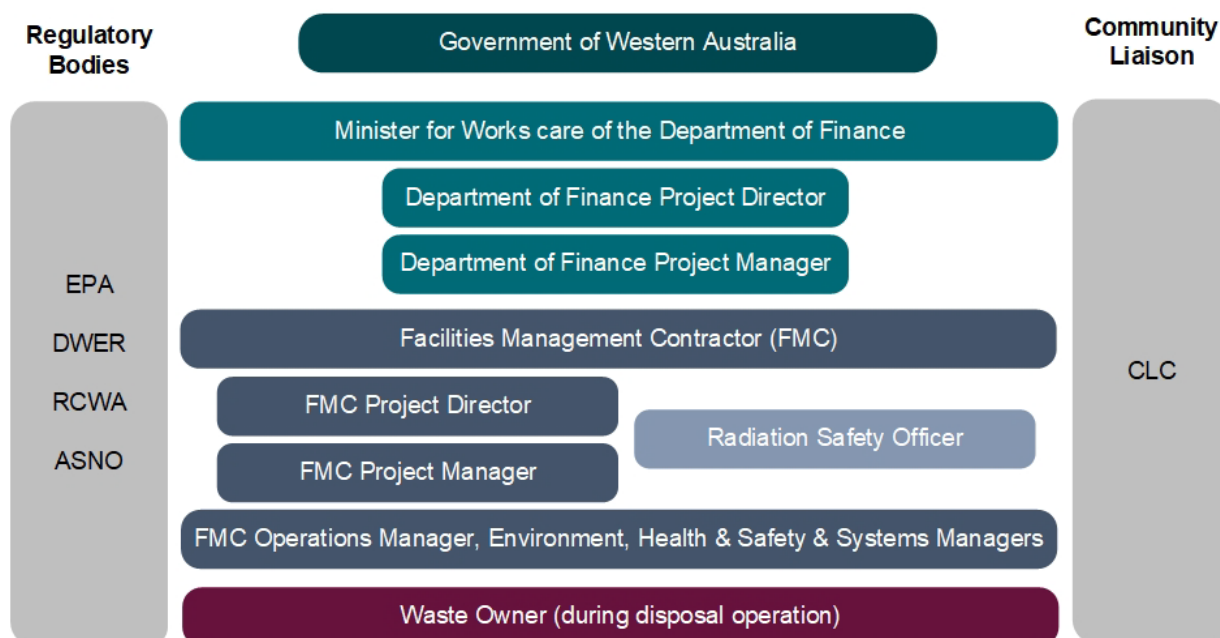 Regulatory
Bodies
Government of Western Australia
Community
Liaison
Minister for Works care of the Department of Finance
Department of Finance Project Director
Department of Finance Project Manager
EPA
DWER
RCWA
ASNO
Facilities Management Contractor (FMC)
FMC Project Director
Radiation Safety Officer
FMC Project Manager
FMC Operations Manager, Environment, Health & Safety & Systems Managers
Waste Owner (during disposal operation)
CLC